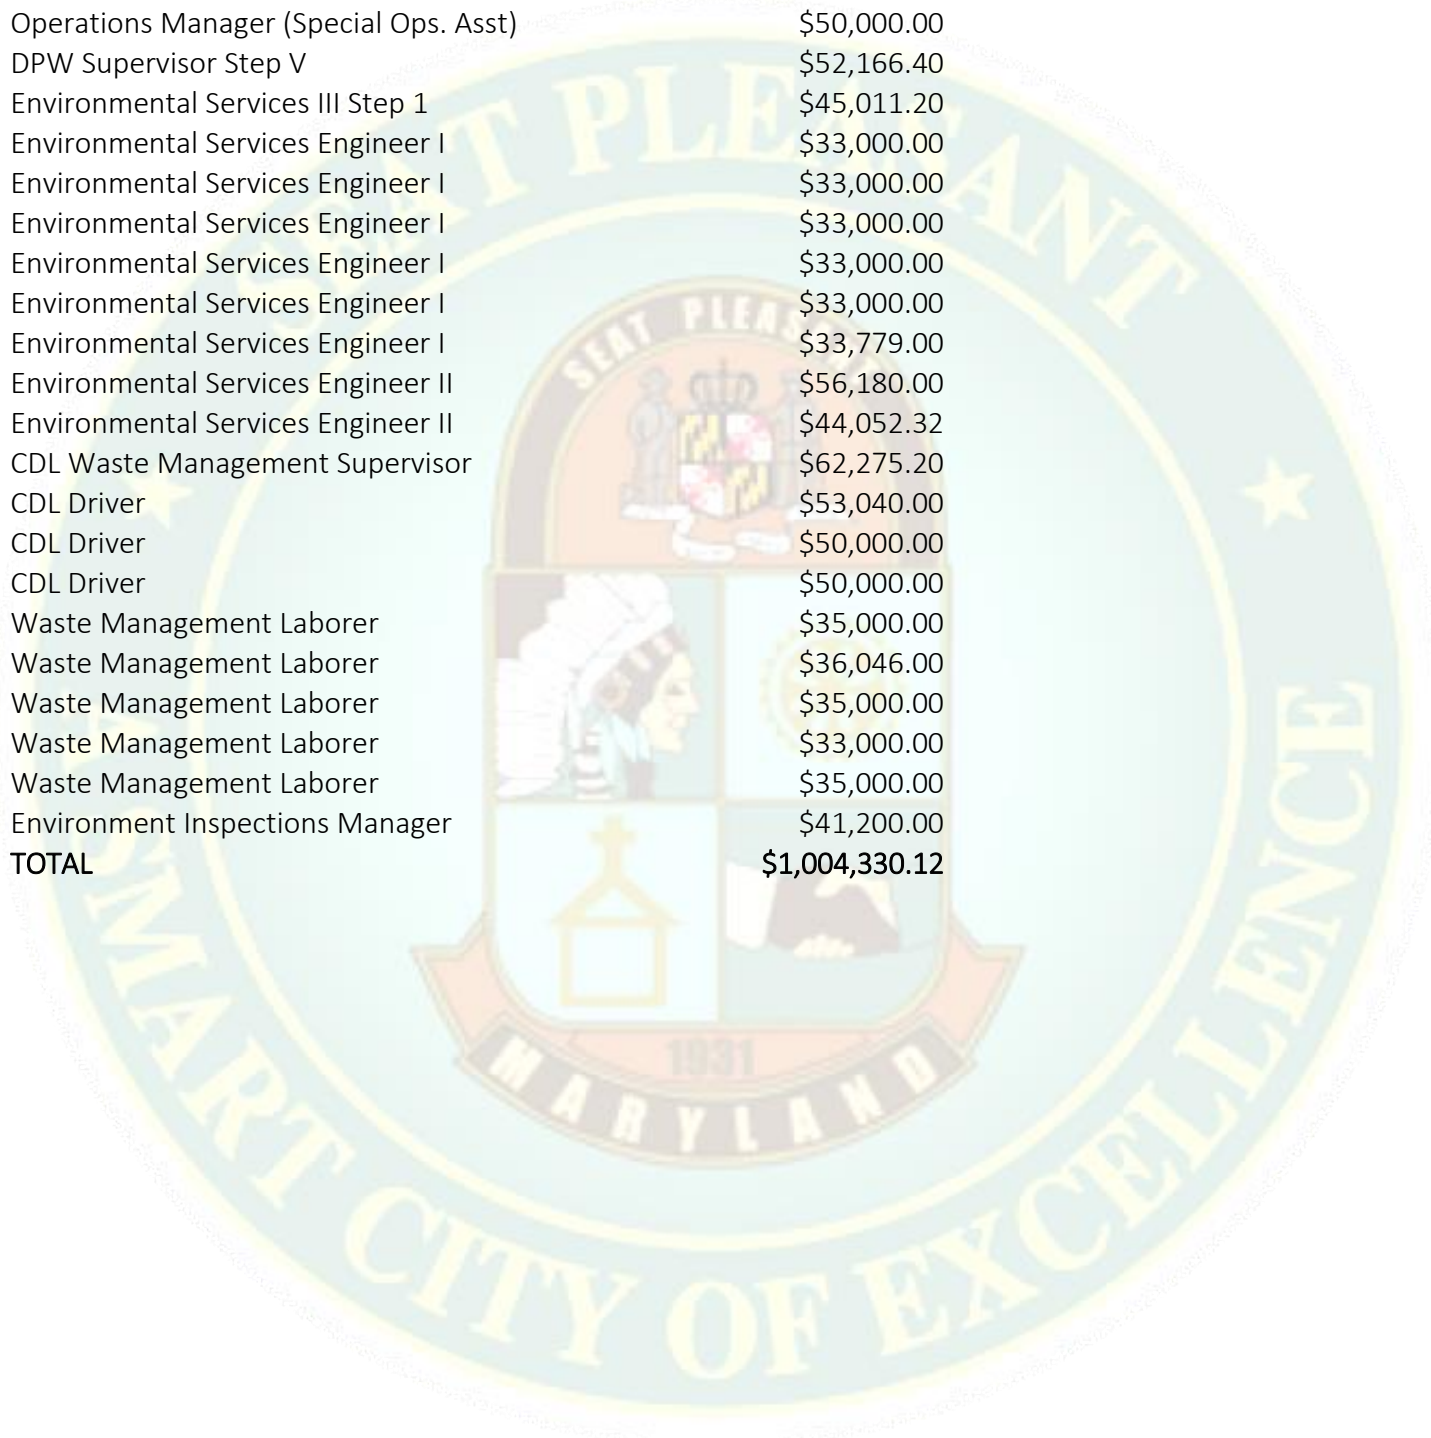 Operations Manager (Special Ops. Asst) $50,000.00
DPW Supervisor Step V $52,166.40
Environmental Services III Step 1 $45,011.20
Environmental Services Engineer I $33,000.00
Environmental Services Engineer I $33,000.00
Environmental Services Engineer I $33,000.00
Environmental Services Engineer I $33,000.00
Environmental Services Engineer I $33,000.00
Environmental Services Engineer I $33,779.00
Environmental Services Engineer II $56,180.00
Environmental Services Engineer II $44,052.32
CDL Waste Management Supervisor $62,275.20
CDL Driver $53,040.00
CDL Driver $50,000.00
CDL Driver $50,000.00
Waste Management Laborer $35,000.00
Waste Management Laborer $36,046.00
Waste Management Laborer $35,000.00
Waste Management Laborer $33,000.00
Waste Management Laborer $35,000.00
Environment Inspections Manager $41,200.00
TOTAL $1,004,330.12
SEAT PLEASANT
SEAT PLEASANT
1931
MARYLAND
A SMART CITY OF EXCELLENCE